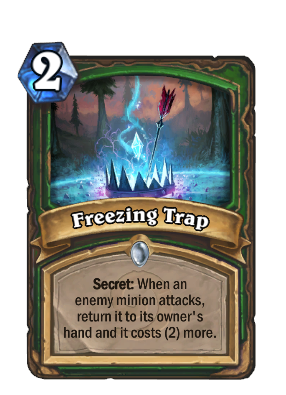 2
Freezing Trap
Secret: When an
enemy minion attacks,
return it to its owner's
hand and it costs (2) more.